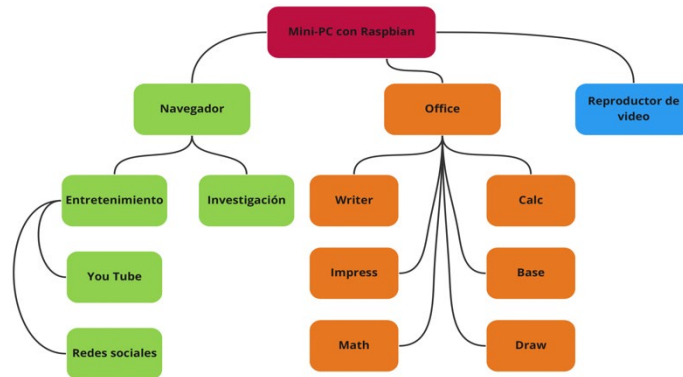 Mini-PC con Raspbian
Navegador
Office
Reproductor de
video
Entretenimiento
Investigación
Writer
Calc
You Tube
Impress
Base
Redes sociales
Math
Draw